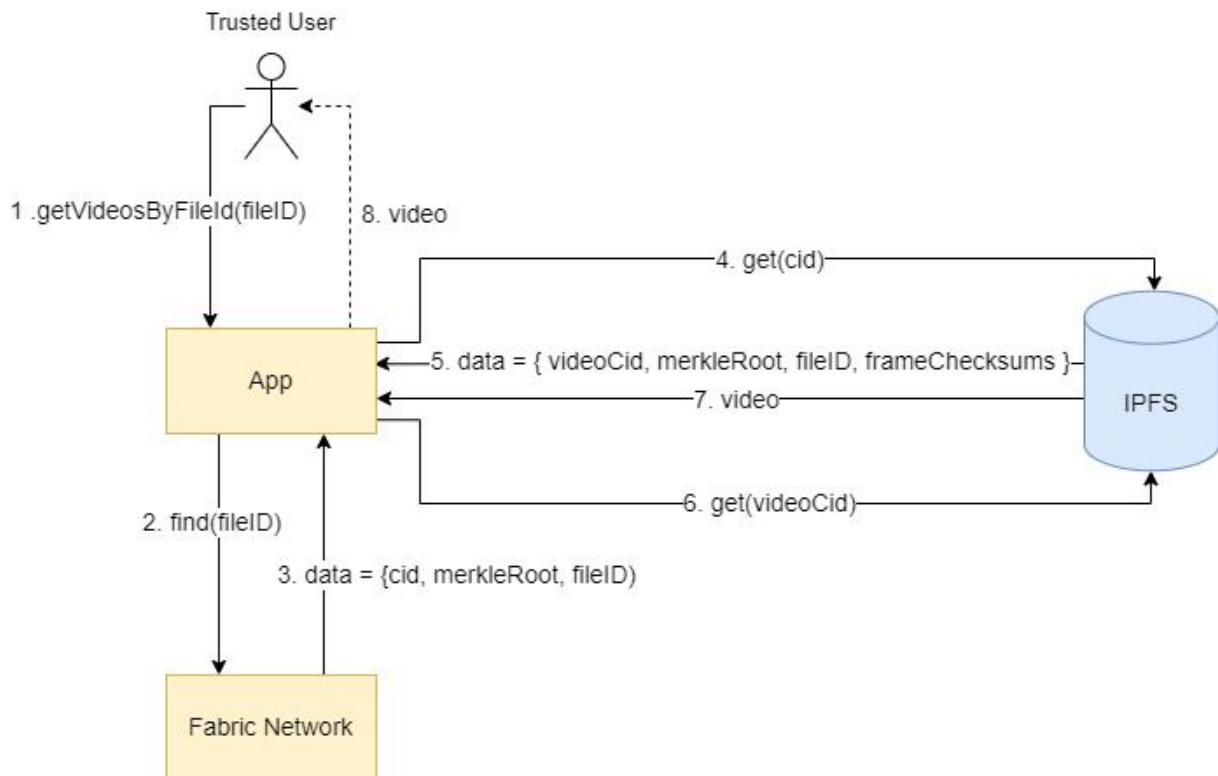 Trusted User
1 .getVideosByFileId(fileID)
8. video
4. get(cid)
5. data = { videoCid, merkleRoot, fileID, frameChecksums }
App
7. video
IPFS
6. get(videoCid)
2. find(fileID)
3. data = {cid, merkleRoot, fileID)
Fabric Network